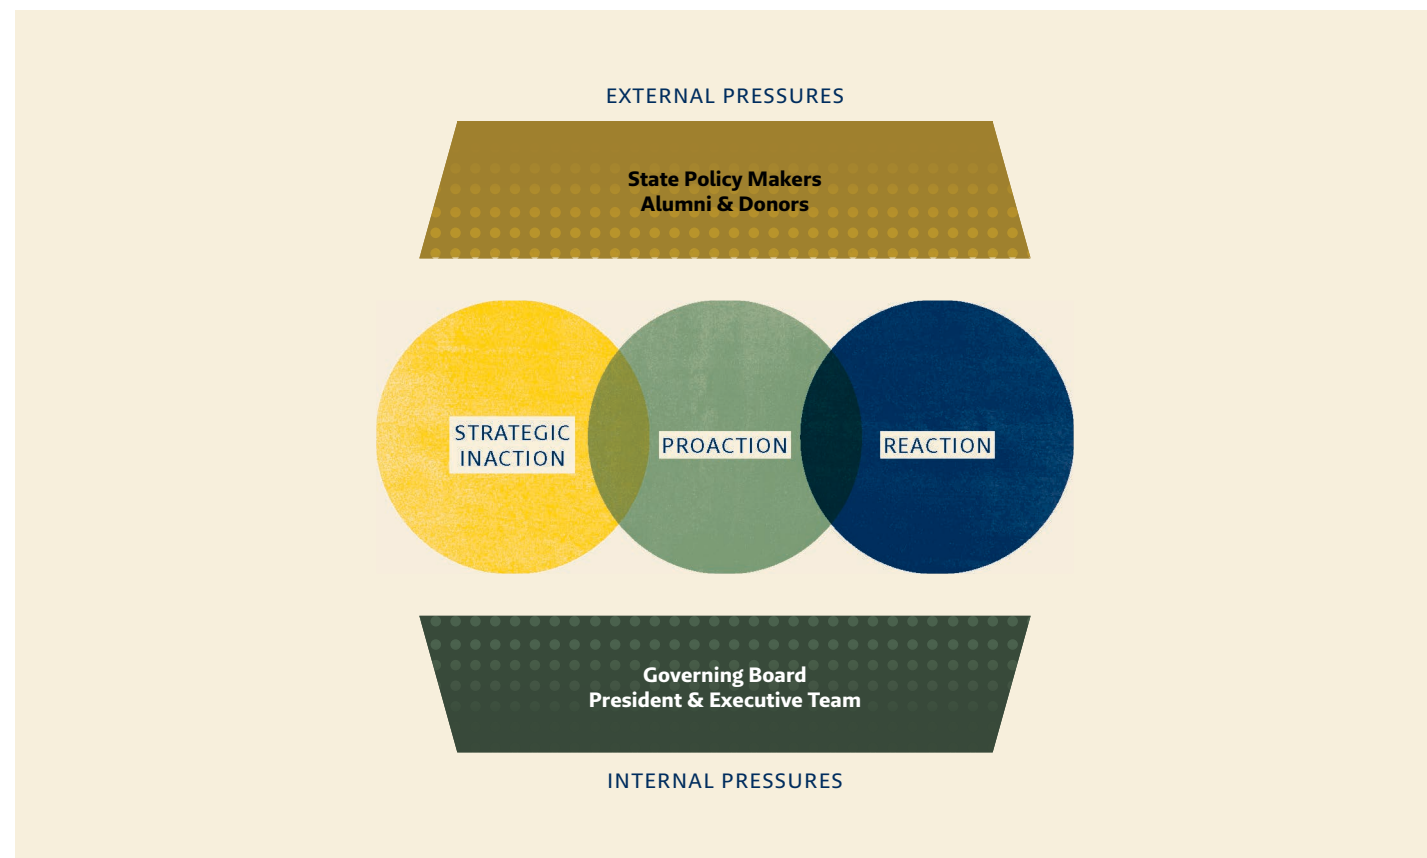 EXTERNAL PRESSURES
State Policy Makers
Alumni & Donors
STRATEGIC
INACTION
PROACTION
REACTION
Governing Board
President & Executive Team
INTERNAL PRESSURES